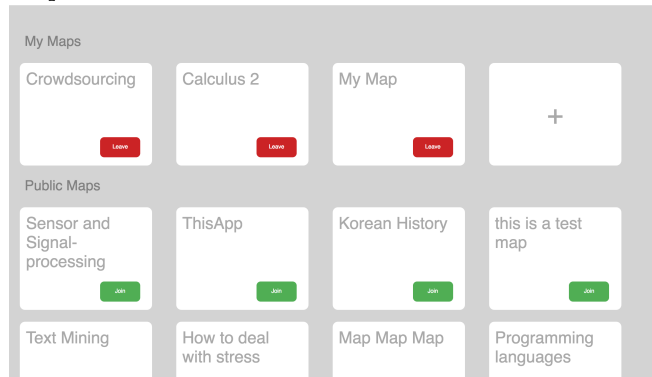 My Maps
Crowdsourcing
Calculus 2
My Map
+
Leave
Leave
Leave
Public Maps
Sensor and
Signal-
processing
ThisApp
Korean History
this is a test
map
Join
Join
Join
Join
Text Mining
How to deal
with stress
Map Map Map
Programming
languages